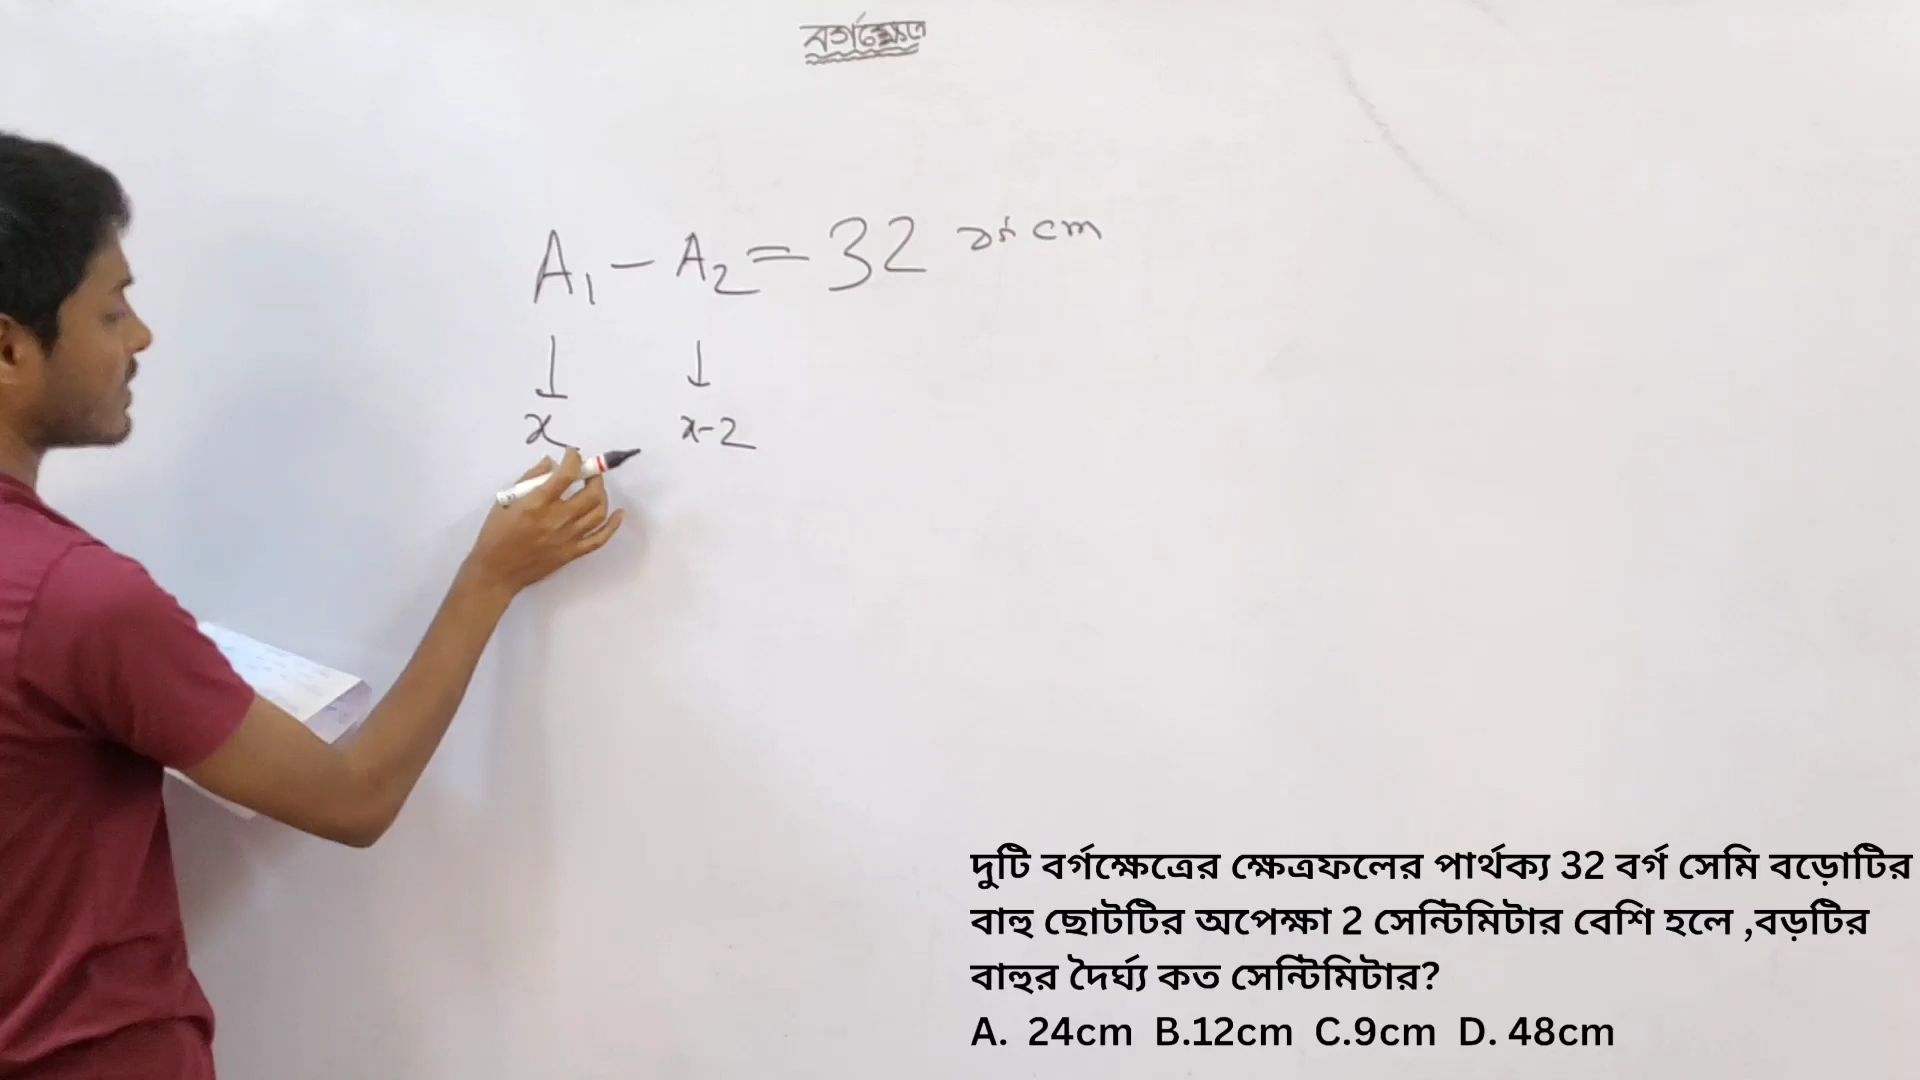 বর্গক্ষেত্র
A₁ − A₂ = 32 বর্গ cm
↓ ↓
x x-2
দুটি বর্গক্ষেত্রের ক্ষেত্রফলের পার্থক্য 32 বর্গ সেমি বড়োটির
বাহু ছোটটির অপেক্ষা 2 সেন্টিমিটার বেশি হলে ,বড়টির
বাহুর দৈর্ঘ্য কত সেন্টিমিটার?
A. 24cm B.12cm C.9cm D. 48cm